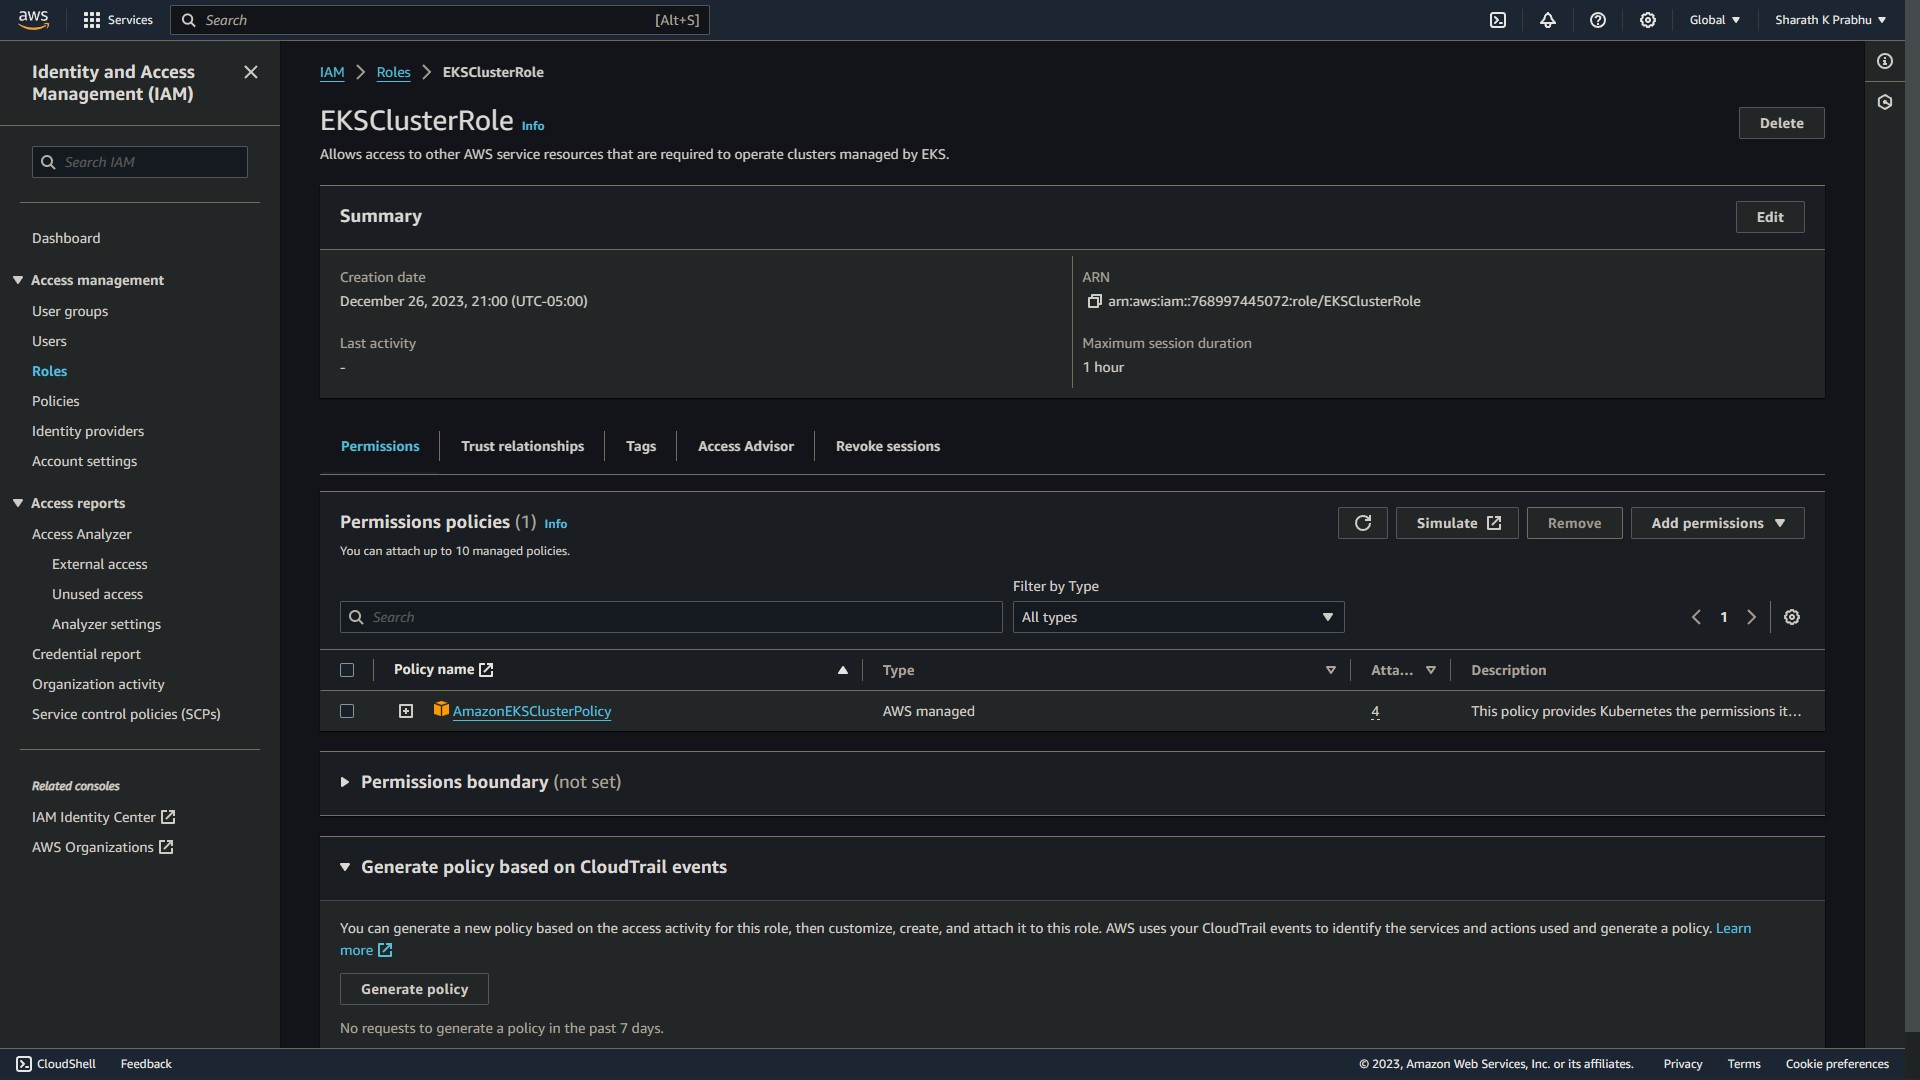 aws
Services
Search
[Alt+S]
Global
Sharath K Prabhu
Identity and Access
Management (IAM)
Search IAM
Dashboard
Access management
User groups
Users
Roles
Policies
Identity providers
Account settings
Access reports
Access Analyzer
External access
Unused access
Analyzer settings
Credential report
Organization activity
Service control policies (SCPs)
Related consoles
IAM Identity Center
AWS Organizations
IAM
Roles
EKSClusterRole
EKSClusterRole Info
Delete
Allows access to other AWS service resources that are required to operate clusters managed by EKS.
Summary
Edit
Creation date
December 26, 2023, 21:00 (UTC-05:00)
ARN
arn:aws:iam::768997445072:role/EKSClusterRole
Last activity
-
Maximum session duration
1 hour
Permissions
Trust relationships
Tags
Access Advisor
Revoke sessions
Permissions policies (1) Info
You can attach up to 10 managed policies.
Simulate
Remove
Add permissions
Filter by Type
Search
All types
1
Policy name
Type
Atta...
Description
AmazonEKSClusterPolicy
AWS managed
4
This policy provides Kubernetes the permissions it...
Permissions boundary (not set)
Generate policy based on CloudTrail events
You can generate a new policy based on the access activity for this role, then customize, create, and attach it to this role. AWS uses your CloudTrail events to identify the services and actions used and generate a policy. Learn
more
Generate policy
No requests to generate a policy in the past 7 days.
CloudShell
Feedback
© 2023, Amazon Web Services, Inc. or its affiliates.
Privacy
Terms
Cookie preferences